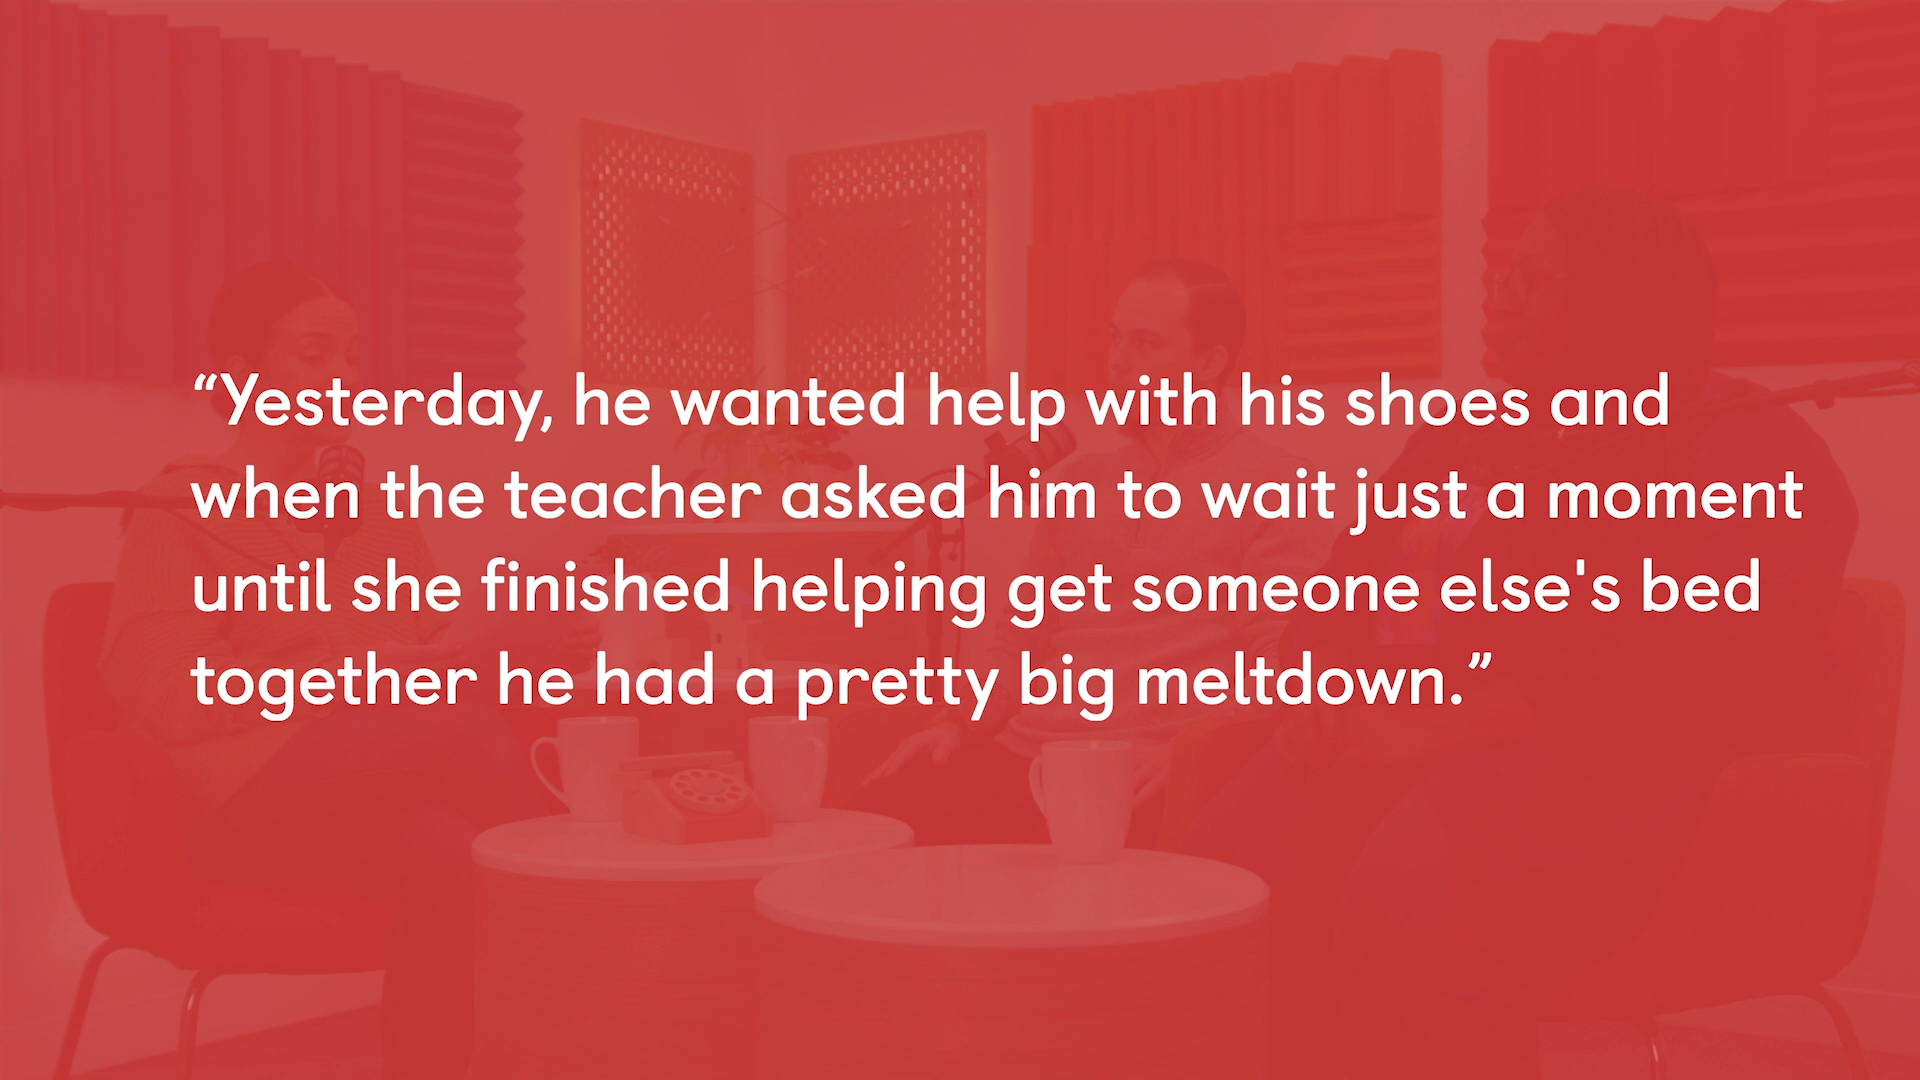 “Yesterday, he wanted help with his shoes and
when the teacher asked him to wait just a moment
until she finished helping get someone else's bed
together he had a pretty big meltdown.”